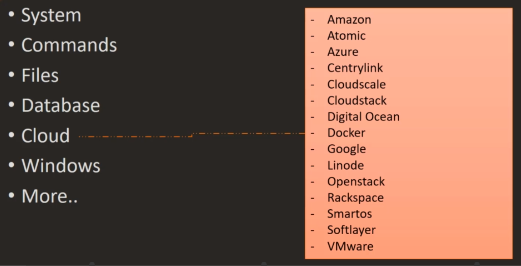 • System
• Commands
• Files
• Database
• Cloud
• Windows
• More..
- Amazon
- Atomic
- Azure
- Centrylink
- Cloudscale
- Cloudstack
- Digital Ocean
- Docker
- Google
- Linode
- Openstack
- Rackspace
- Smartos
- Softlayer
- VMware